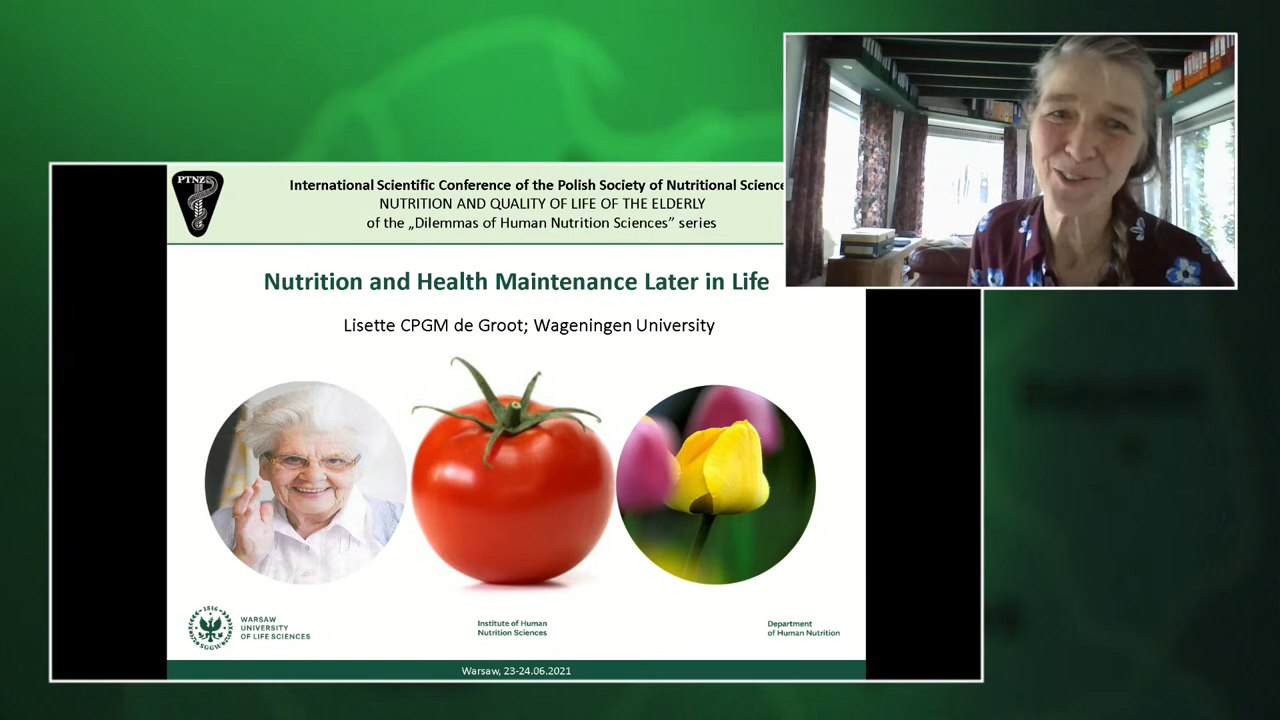 PTNZ
International Scientific Conference of the Polish Society of Nutritional Science
NUTRITION AND QUALITY OF LIFE OF THE ELDERLY
of the „Dilemmas of Human Nutrition Sciences” series
Nutrition and Health Maintenance Later in Life
Lisette CPGM de Groot; Wageningen University
1816
SGGW
WARSAW
UNIVERSITY
OF LIFE SCIENCES
Institute of Human
Nutrition Sciences
Department
of Human Nutrition
Warsaw, 23-24.06.2021